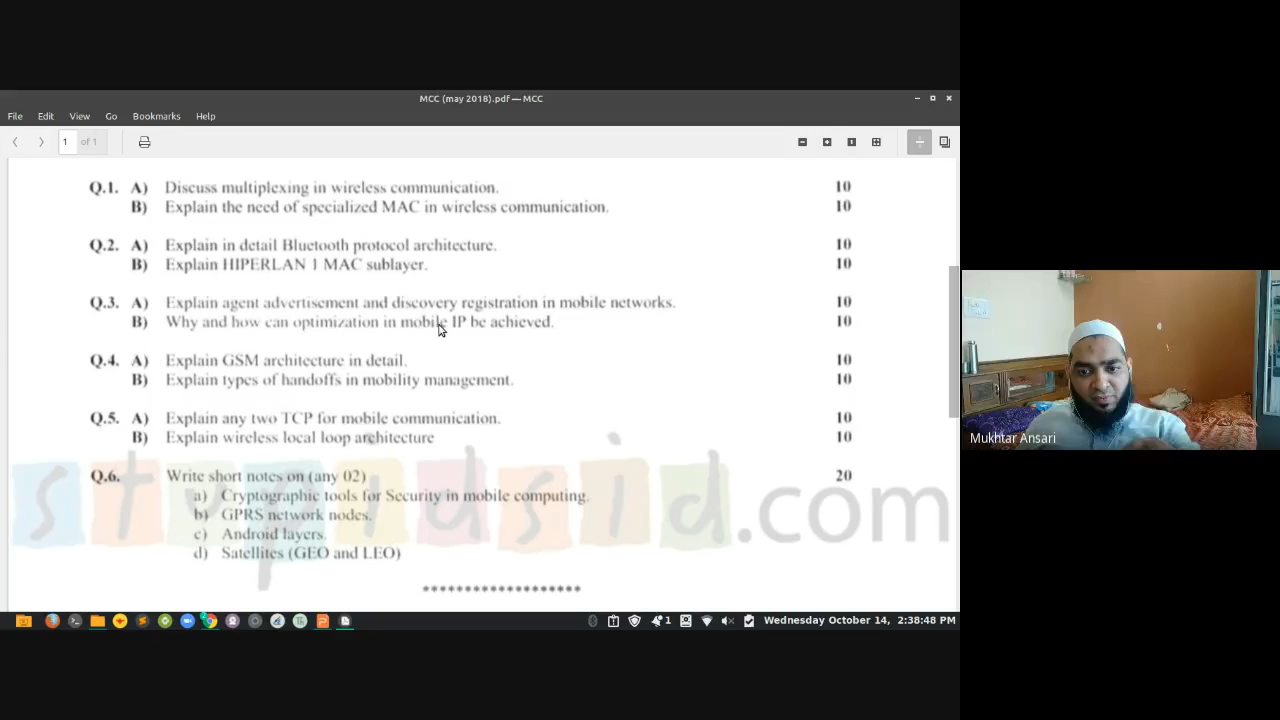 MCC (may 2018).pdf — MCC
File Edit View Go Bookmarks Help
1 of 1
Q.1. A) Discuss multiplexing in wireless communication. 10
B) Explain the need of specialized MAC in wireless communication. 10
Q.2. A) Explain in detail Bluetooth protocol architecture. 10
B) Explain HIPERLAN 1 MAC sublayer. 10
Q.3. A) Explain agent advertisement and discovery registration in mobile networks. 10
B) Why and how can optimization in mobile IP be achieved. 10
Q.4. A) Explain GSM architecture in detail. 10
B) Explain types of handoffs in mobility management. 10
Q.5. A) Explain any two TCP for mobile communication. 10
B) Explain wireless local loop architecture 10
Q.6. Write short notes on (any 02) 20
a) Cryptographic tools for Security in mobile computing.
b) GPRS network nodes.
c) Android layers.
d) Satellites (GEO and LEO)
stupidsid.com
*******************
Mukhtar Ansari
1 Wednesday October 14, 2:38:48 PM